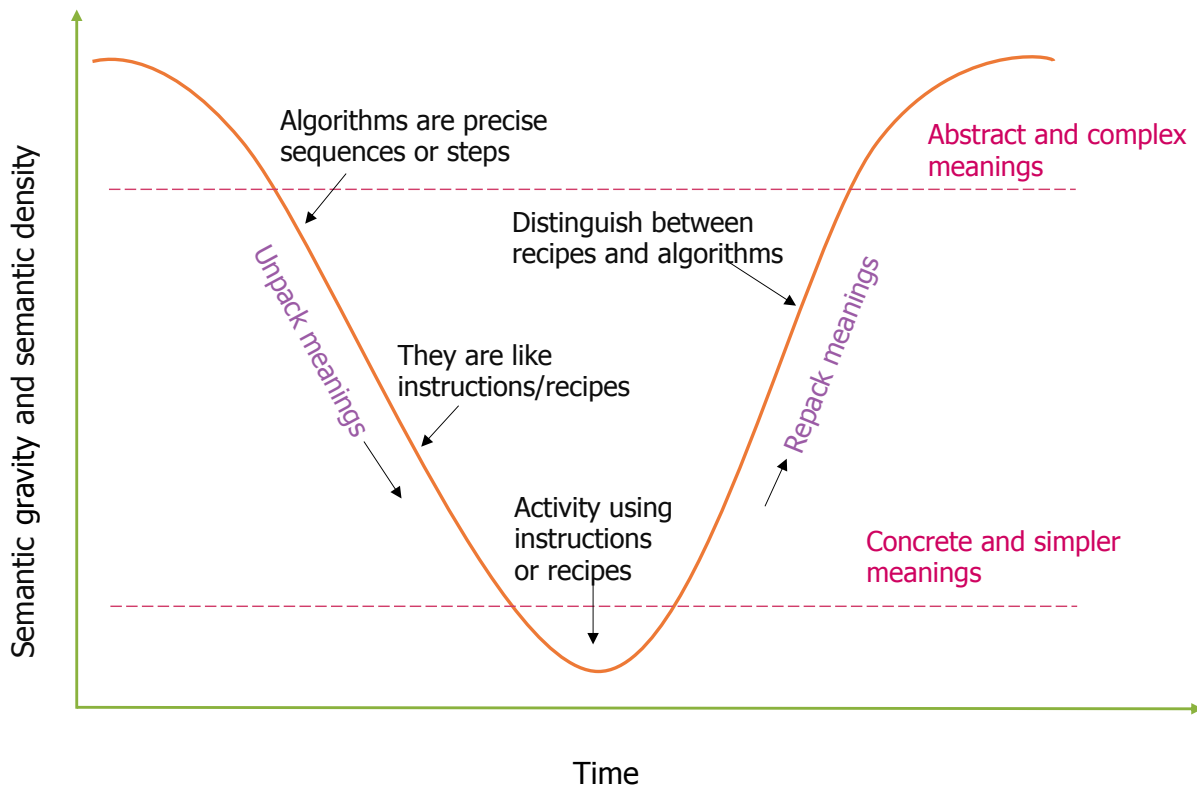 Semantic gravity and semantic density
Algorithms are precise
sequences or steps
Abstract and complex
meanings
Distinguish between
recipes and algorithms
Unpack meanings
They are like
instructions/recipes
Repack meanings
Activity using
instructions
or recipes
Concrete and simpler
meanings
Time